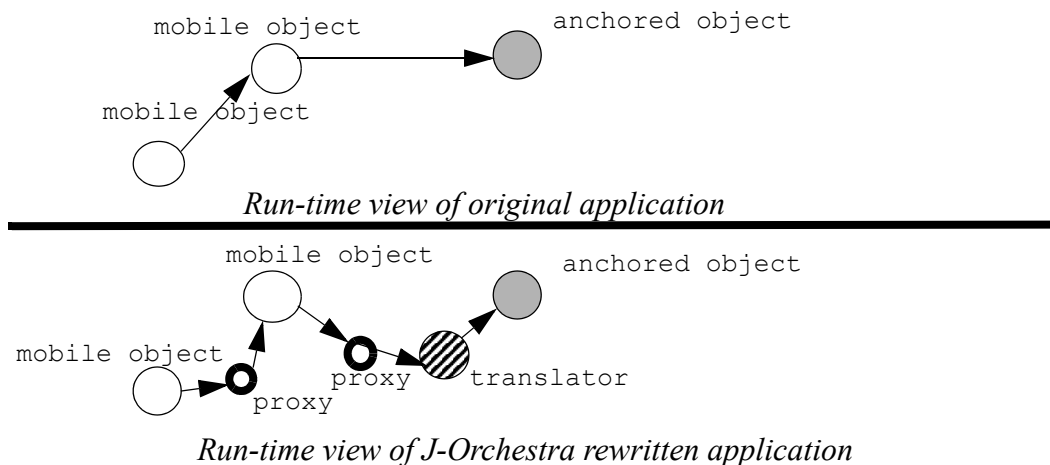 mobile object
anchored object
mobile object
Run-time view of original application
mobile object
anchored object
mobile object
proxy
translator
proxy
Run-time view of J-Orchestra rewritten application